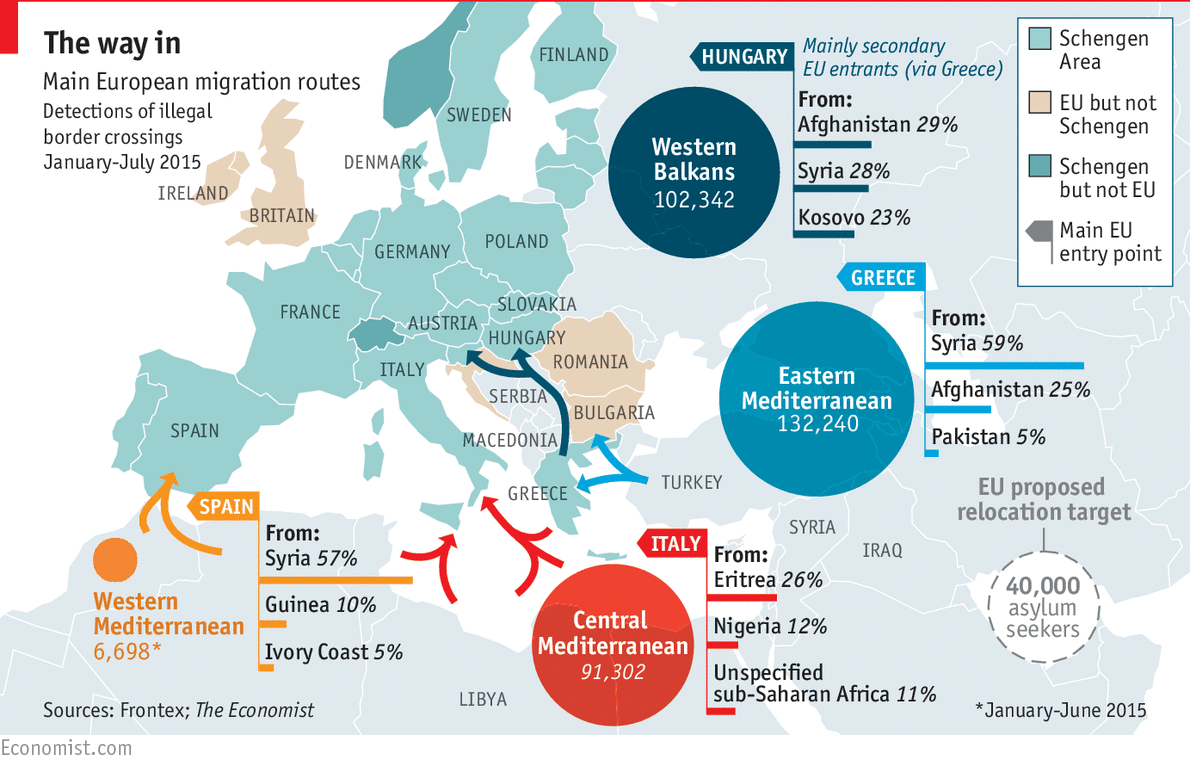 The way in
Main European migration routes
Detections of illegal
border crossings
January-July 2015
HUNGARY
Mainly secondary
EU entrants (via Greece)
From:
Afghanistan 29%
Syria 28%
Kosovo 23%
Western
Balkans
102,342
Schengen
Area
EU but not
Schengen
Schengen
but not EU
Main EU
entry point
FINLAND
SWEDEN
DENMARK
IRELAND
BRITAIN
GERMANY
POLAND
FRANCE
SLOVAKIA
AUSTRIA
HUNGARY
ITALY
ROMANIA
SERBIA
BULGARIA
SPAIN
MACEDONIA
GREECE
TURKEY
SYRIA
IRAQ
LIBYA
GREECE
From:
Syria 59%
Afghanistan 25%
Pakistan 5%
Eastern
Mediterranean
132,240
EU proposed
relocation target
40,000
asylum
seekers
SPAIN
From:
Syria 57%
Guinea 10%
Ivory Coast 5%
Western
Mediterranean
6,698*
ITALY
From:
Eritrea 26%
Nigeria 12%
Unspecified
sub-Saharan Africa 11%
Central
Mediterranean
91,302
Sources: Frontex; The Economist
*January-June 2015
Economist.com